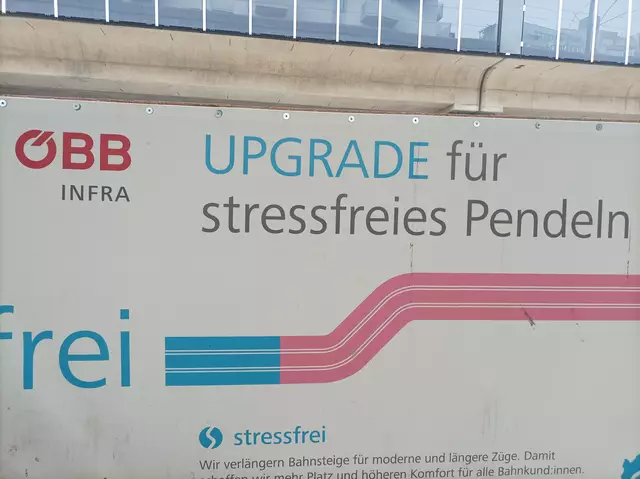 ÖBB
INFRA
UPGRADE für
stressfreies Pendeln
frei
stressfrei
Wir verlängern Bahnsteige für moderne und längere Züge. Damit
schaffen wir mehr Platz und höheren Komfort für alle Bahnkund:innen.